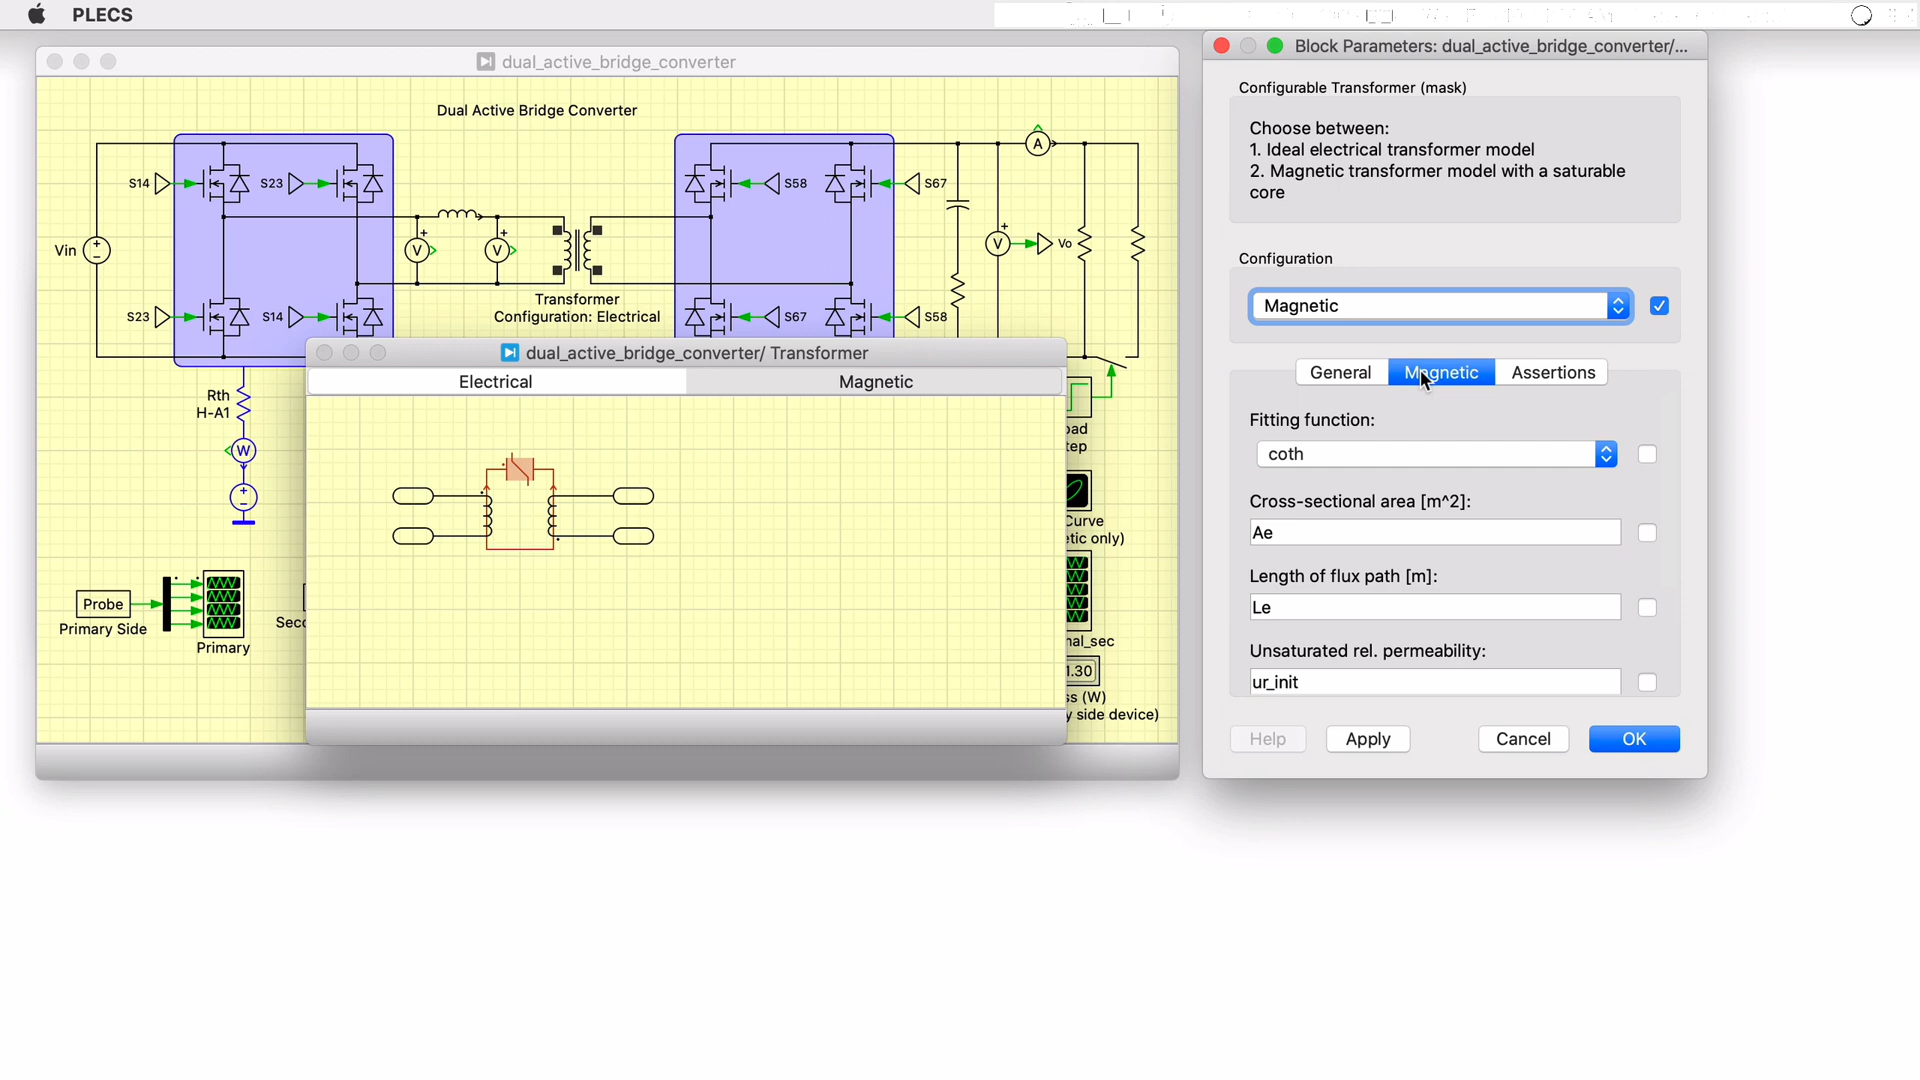 PLECS
dual_active_bridge_converter
Dual Active Bridge Converter
S14
S23
S58
S67
A
Vin
V
V
V
Vo
Transformer
Configuration: Electrical
S23
S14
S67
S58
Rth
H-A1
W
Probe
Primary Side
Primary
dual_active_bridge_converter/ Transformer
Electrical
Magnetic
Curve
Block Parameters: dual_active_bridge_converter/...
Configurable Transformer (mask)
Choose between:
1. Ideal electrical transformer model
2. Magnetic transformer model with a saturable
core
Configuration
Magnetic
General
Magnetic
Assertions
Fitting function:
coth
Cross-sectional area [m^2]:
Ae
Length of flux path [m]:
Le
Unsaturated rel. permeability:
ur_init
Help
Apply
Cancel
OK
(W)
side device)